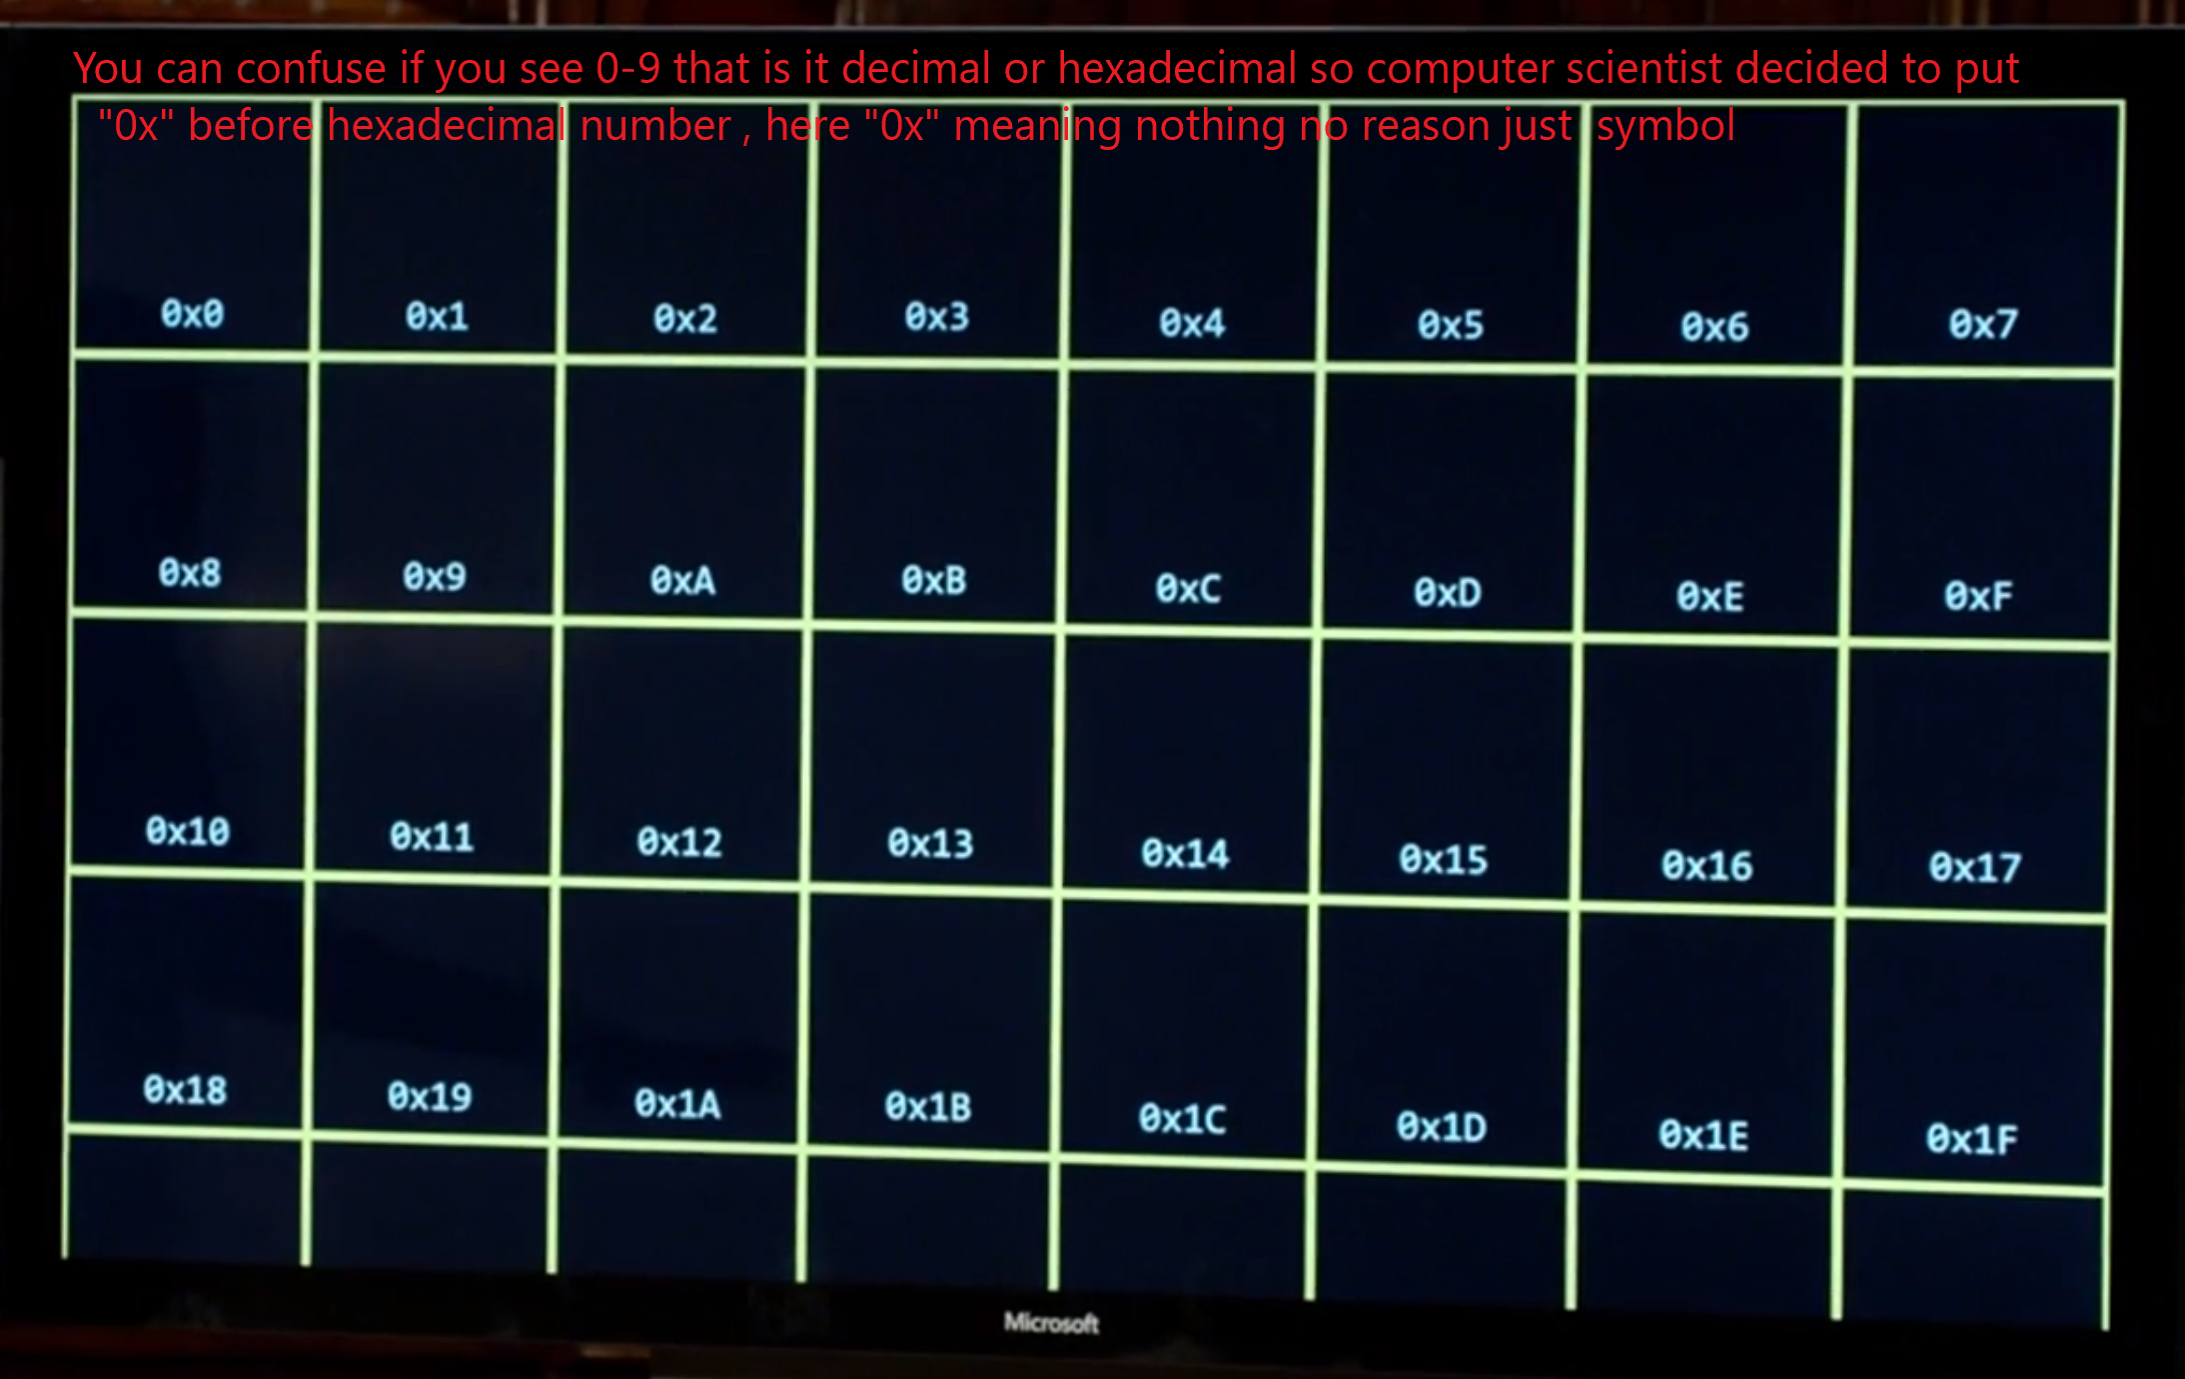 You can confuse if you see 0-9 that is it decimal or hexadecimal so computer scientist decided to put
"0x" before hexadecimal number , here "0x" meaning nothing no reason just symbol
0x0 0x1 0x2 0x3 0x4 0x5 0x6 0x7
0x8 0x9 0xA 0xB 0xC 0xD 0xE 0xF
0x10 0x11 0x12 0x13 0x14 0x15 0x16 0x17
0x18 0x19 0x1A 0x1B 0x1C 0x1D 0x1E 0x1F
Microsoft